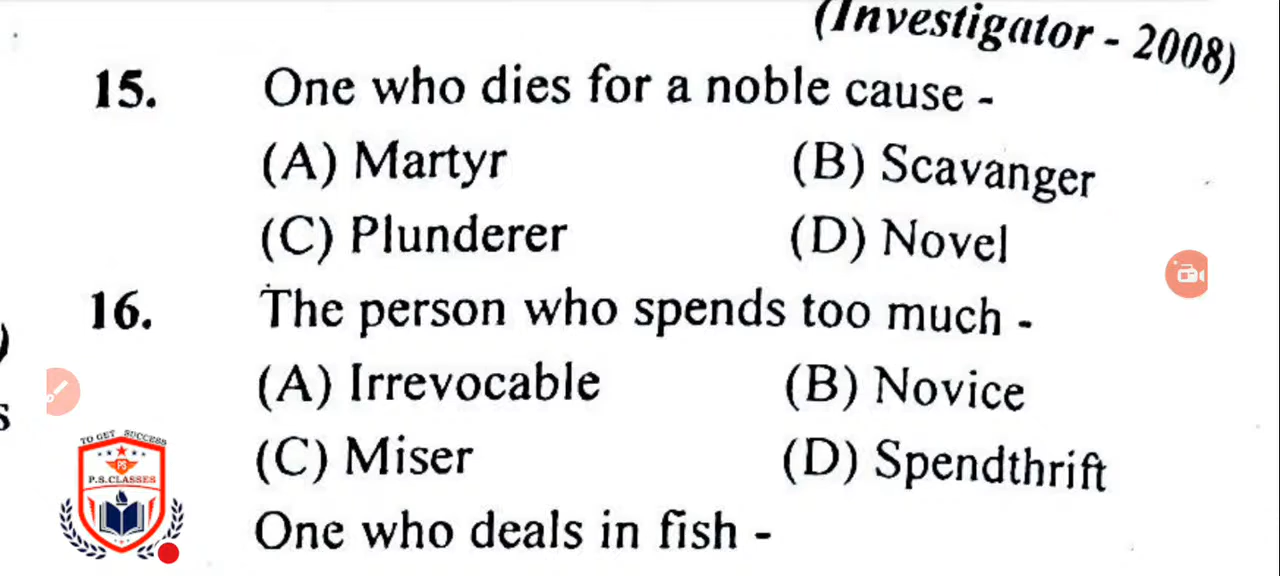 (Investigator - 2008)
15. One who dies for a noble cause -
(A) Martyr (B) Scavanger
(C) Plunderer (D) Novel
16. The person who spends too much -
)
(A) Irrevocable (B) Novice
s
(C) Miser (D) Spendthrift
TO GET SUCCESS
PS
P.S.CLASSES
One who deals in fish -